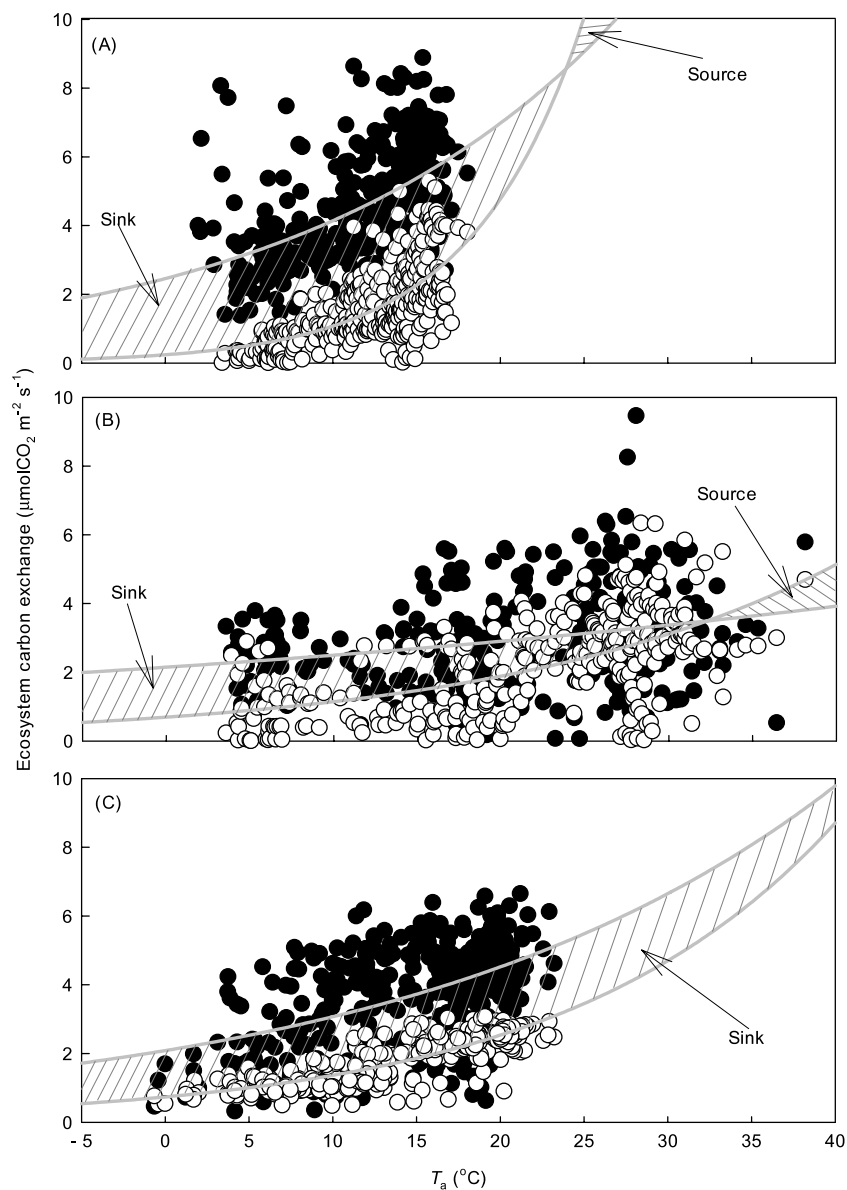 Ecosystem carbon exchange (μmolCO₂ m⁻² s⁻¹)
10
8
6
4
2
0
(A)
Source
Sink
10
8
6
4
2
0
(B)
Source
Sink
10
8
6
4
2
0
(C)
Sink
- 5
0
5
10
15
20
25
30
35
40
Tₐ (°C)